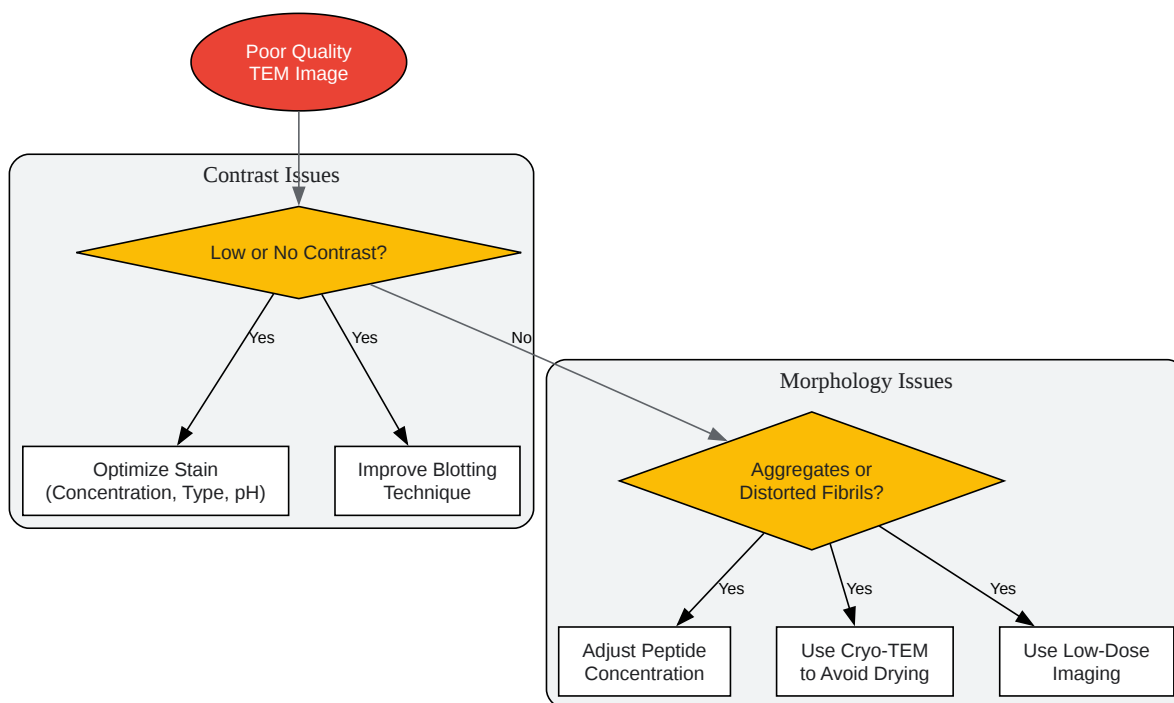 Poor Quality
TEM Image
Contrast Issues
Low or No Contrast?
Yes
Yes
No
Optimize Stain
(Concentration, Type, pH)
Improve Blotting
Technique
Morphology Issues
Aggregates or
Distorted Fibrils?
Yes
Yes
Yes
Adjust Peptide
Concentration
Use Cryo-TEM
to Avoid Drying
Use Low-Dose
Imaging